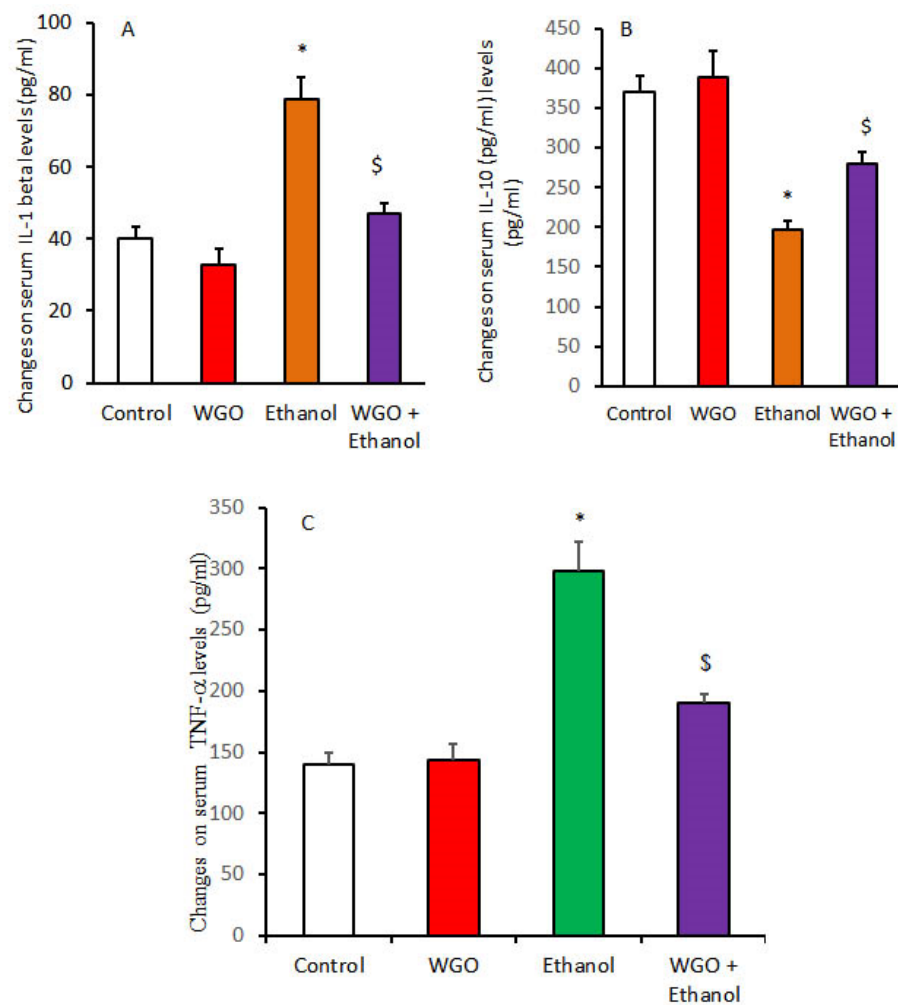 A
Changes on serum IL-1 beta levels (pg/ml)
100
80
60
40
20
0
*
$
Control
WGO
Ethanol
WGO +
Ethanol
B
Changes on serum IL-10 (pg/ml) levels
(pg/ml)
450
400
350
300
250
200
150
100
50
0
*
$
Control
WGO
Ethanol
WGO +
Ethanol
C
Changes on serum TNF-α levels (pg/ml)
350
300
250
200
150
100
50
0
*
$
Control
WGO
Ethanol
WGO +
Ethanol